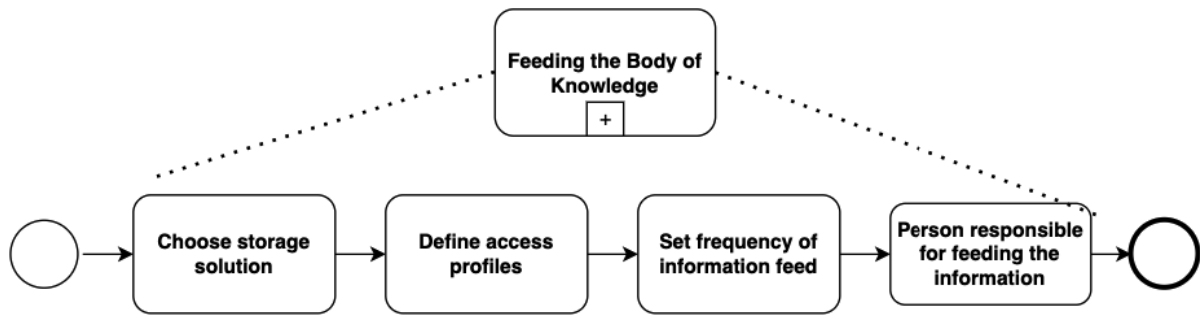 Feeding the Body of
Knowledge
+
Choose storage
solution
Define access
profiles
Set frequency of
information feed
Person responsible
for feeding the
information